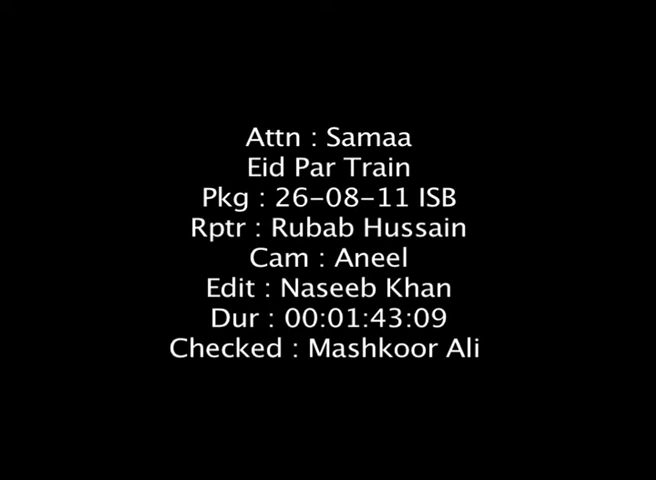 Attn : Samaa
Eid Par Train
Pkg : 26-08-11 ISB
Rptr : Rubab Hussain
Cam : Aneel
Edit : Naseeb Khan
Dur : 00:01:43:09
Checked : Mashkoor Ali